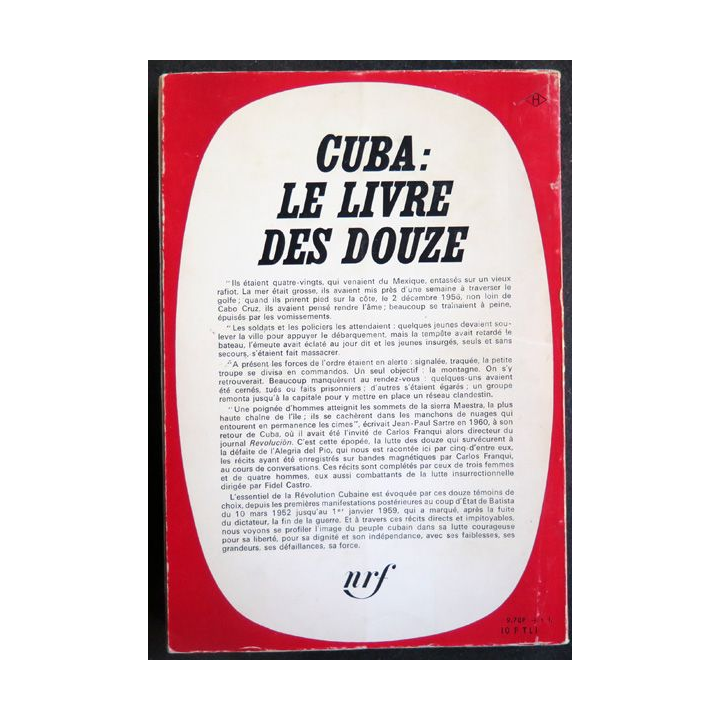 H
CUBA:
LE LIVRE
DES DOUZE
"Ils étaient quatre-vingts, qui venaient du Mexique, entassés sur un vieux
rafiot. La mer était grosse, ils avaient mis près d'une semaine à traverser le
golfe ; quand ils prirent pied sur la côte, le 2 décembre 1956, non loin de
Cabo Cruz, ils avaient pensé rendre l'âme ; beaucoup se traînaient à peine,
épuisés par les vomissements.
"Les soldats et les policiers les attendaient : quelques jeunes devaient sou-
lever la ville pour appuyer le débarquement, mais la tempête avait retardé le
bateau, l'émeute avait éclaté au jour dit et les jeunes insurgés, seuls et sans
secours, s'étaient fait massacrer.
"A présent les forces de l'ordre étaient en alerte : signalée, traquée, la petite
troupe se divisa en commandos. Un seul objectif : la montagne. On s'y
retrouverait. Beaucoup manquèrent au rendez-vous : quelques-uns avaient
été cernés, tués ou faits prisonniers ; d'autres s'étaient égarés ; un groupe
remonta jusqu'à la capitale pour y mettre en place un réseau clandestin.
"Une poignée d'hommes atteignit les sommets de la sierra Maestra, la plus
haute chaîne de l'île ; ils se cachèrent dans les manchons de nuages qui
entourent en permanence les cimes", écrivait Jean-Paul Sartre en 1960, à son
retour de Cuba, où il avait été l'invité de Carlos Franqui alors directeur du
journal Revolución. C'est cette épopée, la lutte des douze qui survécurent à
la défaite de l'Alegria del Pio, qui nous est racontée ici par cinq d'entre eux,
les récits ayant été enregistrés sur bandes magnétiques par Carlos Franqui,
au cours de conversations. Ces récits sont complétés par ceux de trois femmes
et de quatre hommes, eux aussi combattants de la lutte insurrectionnelle
dirigée par Fidel Castro.
L'essentiel de la Révolution Cubaine est évoquée par ces douze témoins de
choix, depuis les premières manifestations postérieures au coup d'État de Batista
du 10 mars 1952 jusqu'au 1er janvier 1959, qui a marqué, après la fuite
du dictateur, la fin de la guerre. Et à travers ces récits directs et impitoyables,
nous voyons se profiler l'image du peuple cubain dans sa lutte courageuse
pour sa liberté, pour sa dignité et son indépendance, avec ses faiblesses, ses
grandeurs, ses défaillances, sa force.
nrf
10 F TLI